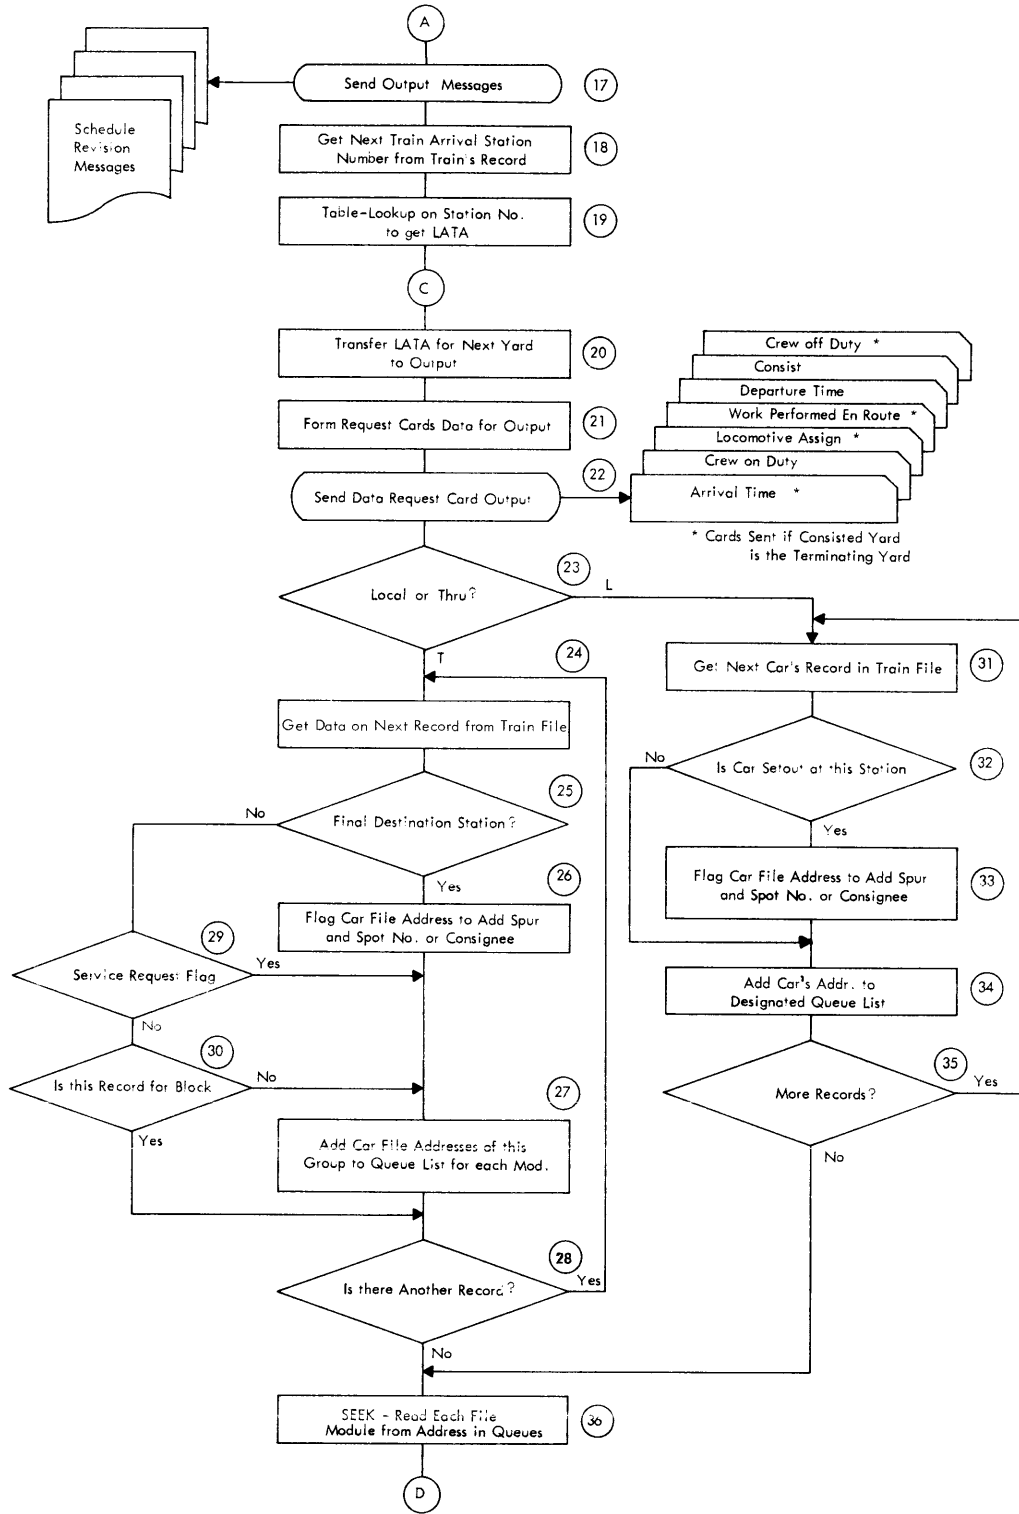 A
Send Output Messages
17
Schedule
Revision
Messages
Get Next Train Arrival Station
Number from Train's Record
18
Table-Lookup on Station No.
to get LATA
19
C
Transfer LATA for Next Yard
to Output
20
Form Request Cards Data for Output
21
Send Data Request Card Output
22
Crew off Duty *
Consist
Departure Time
Work Performed En Route *
Locomotive Assign *
Crew on Duty
Arrival Time *
* Cards Sent if Consisted Yard
is the Terminating Yard
Local or Thru?
23
L
T
24
Get Data on Next Record from Train File
Final Destination Station?
25
No
Yes
26
Flag Car File Address to Add Spur
and Spot No. or Consignee
Service Request Flag
29
Yes
No
Is this Record for Block
30
No
Yes
27
Add Car File Addresses of this
Group to Queue List for each Mod.
Is there Another Record?
28
Yes
No
Get Next Car's Record in Train File
31
Is Car Setout at this Station
32
No
Yes
Flag Car File Address to Add Spur
and Spot No. or Consignee
33
Add Car's Addr. to
Designated Queue List
34
More Records?
35
Yes
No
SEEK - Read Each File
Module from Address in Queues
36
D